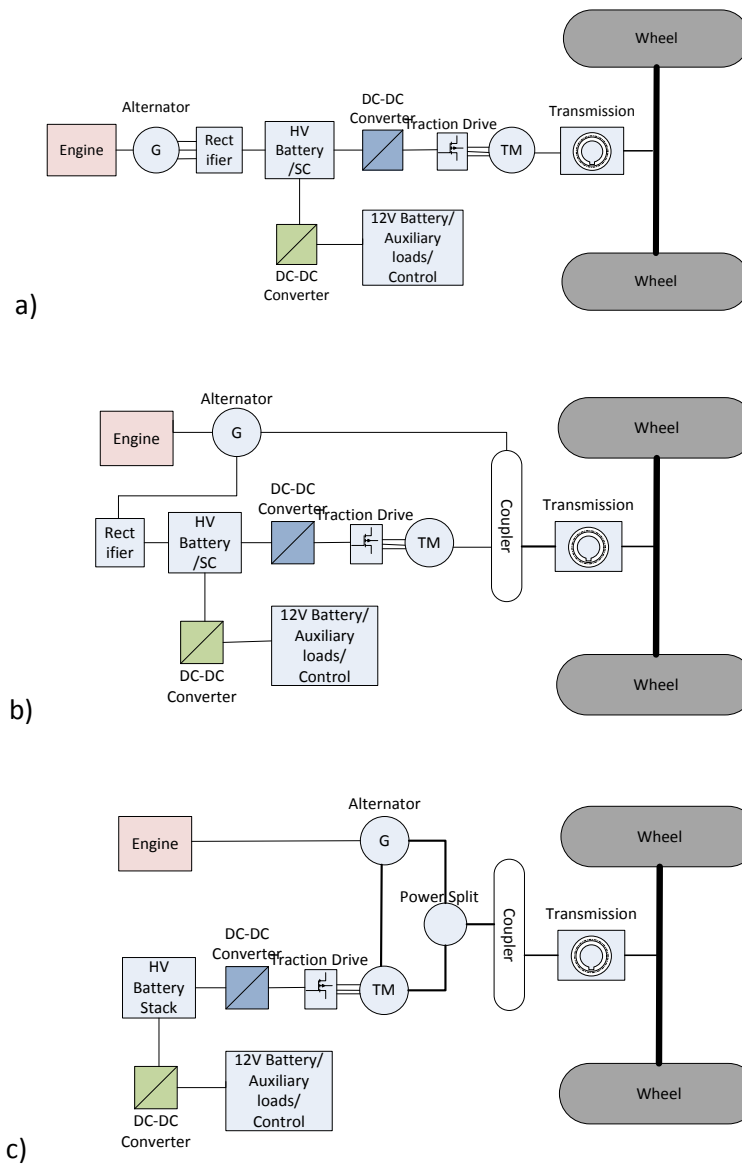 Wheel
Alternator
Engine
G
Rect
ifier
HV
Battery
/SC
DC-DC
Converter
Traction Drive
TM
Transmission
12V Battery/
Auxiliary
loads/
Control
DC-DC
Converter
Wheel
a)
Alternator
Engine
G
Wheel
Rect
ifier
HV
Battery
/SC
DC-DC
Converter
Traction Drive
TM
Coupler
Transmission
12V Battery/
Auxiliary
loads/
Control
DC-DC
Converter
Wheel
b)
Alternator
Engine
G
Wheel
Power Split
Coupler
Transmission
HV
Battery
Stack
DC-DC
Converter
Traction Drive
TM
12V Battery/
Auxiliary
loads/
Control
DC-DC
Converter
Wheel
c)